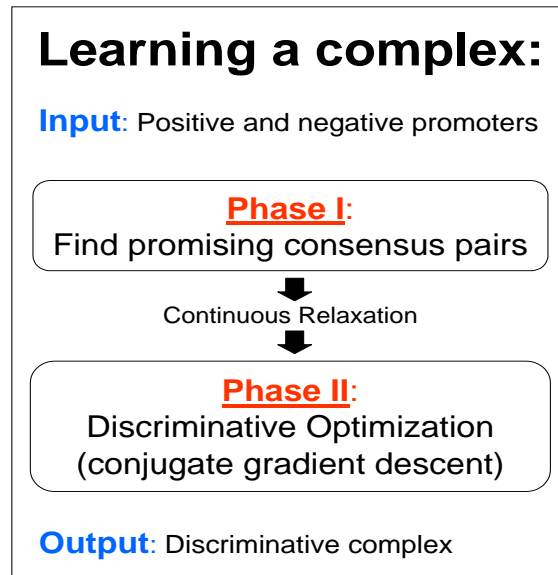 Learning a complex:
Input: Positive and negative promoters
Phase I:
Find promising consensus pairs
Continuous Relaxation
Phase II:
Discriminative Optimization
(conjugate gradient descent)
Output: Discriminative complex